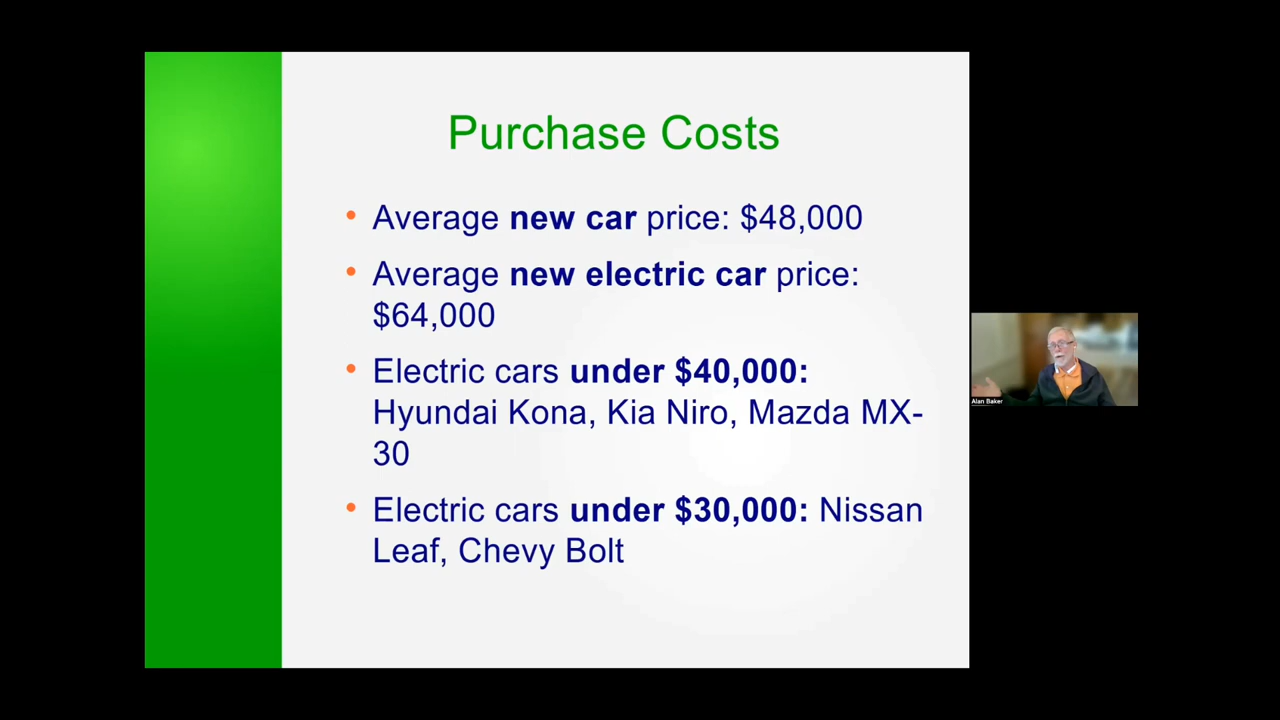 Purchase Costs
• Average new car price: $48,000
• Average new electric car price:
$64,000
• Electric cars under $40,000:
Hyundai Kona, Kia Niro, Mazda MX-
30
• Electric cars under $30,000: Nissan
Leaf, Chevy Bolt
Alan Baker